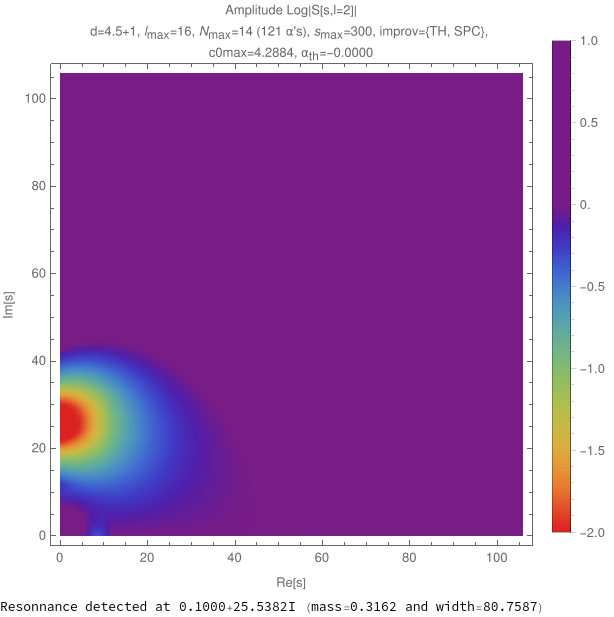 Amplitude Log|S[s,l=2]|
d=4.5+1, lmax=16, Nmax=14 (121 α's), smax=300, improv={TH, SPC},
c0max=4.2884, αth=−0.0000
1.0
0.5
0.
−0.5
−1.0
−1.5
−2.0
100
80
60
40
20
0
Im[s]
0 20 40 60 80 100
Re[s]
Resonnance detected at 0.1000+25.5382I (mass=0.3162 and width=80.7587)